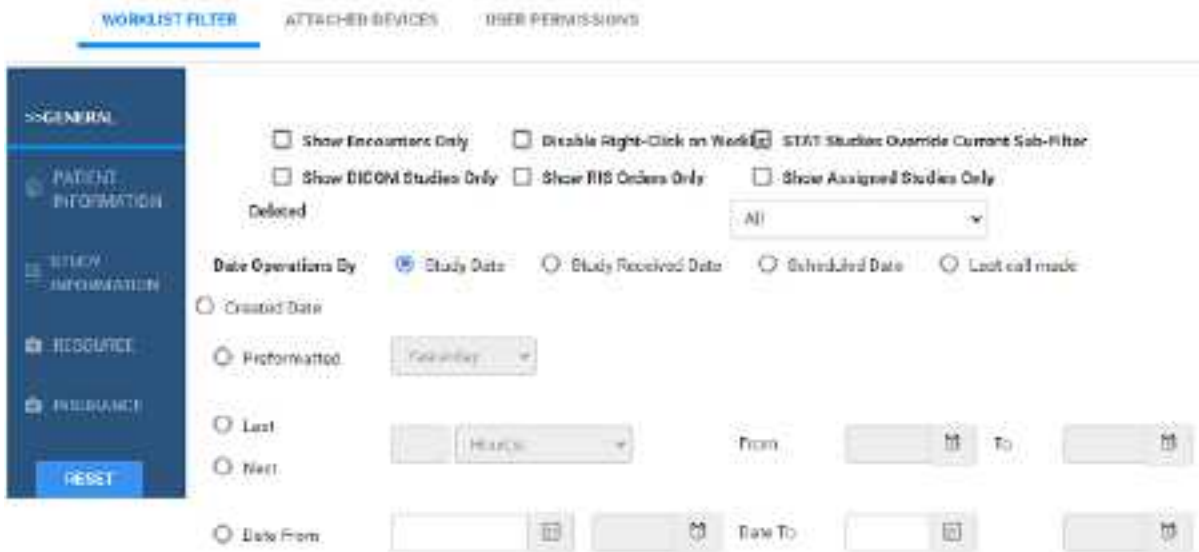 WORKLIST FILTER ATTACHED DEVICES USER PERMISSIONS
>>GENERAL
PATIENT
INFORMATION
STUDY
INFORMATION
RESOURCE
INSURANCE
RESET
Show Encounters Only Disable Right-Click on STAT Studies Override Current Sub-Filter
Show DICOM Studies Only Show RIS Orders Only Show Assigned Studies Only
Deleted All
Date Operations By Study Date Study Received Date Scheduled Date Last call made
Created Date
Preformatted Yesterday
Last
Hour(s) From To
Next
Date From Date To